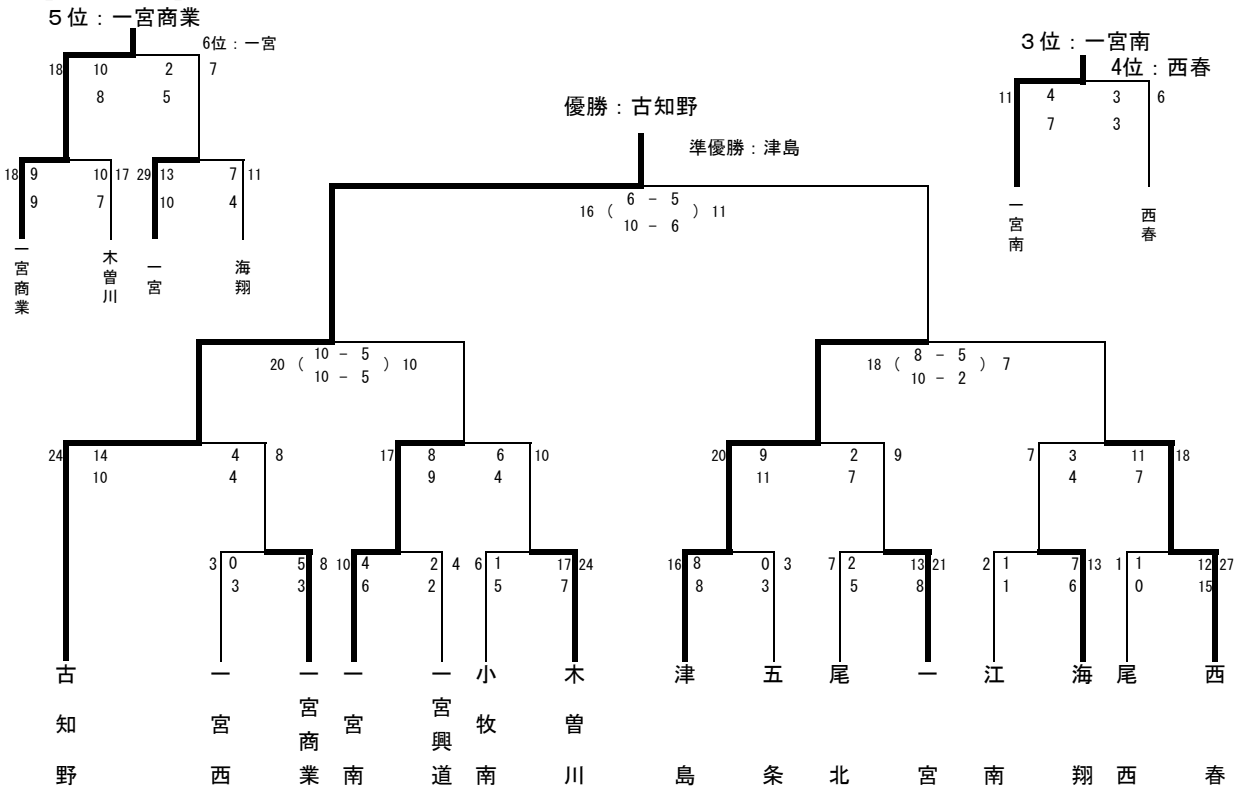 ５位：一宮商業
6位：一宮
18 10 2 7
8 5
18 9 10 17 29 13 7 11
9 7 10 4
一宮商業 木曽川 一宮 海翔
３位：一宮南
4位：西春
11 4 3 6
7 3
一宮南 西春
優勝：古知野
準優勝：津島
6 － 5
16 ( ) 11
10 － 6
10 － 5
20 ( ) 10
10 － 5
8 － 5
18 ( ) 7
10 － 2
24 14 4 8 17 8 6 10 20 9 2 9 7 3 11 18
10 4 9 4 11 7 4 7
3 0 5 8 10 4 2 4 6 1 17 24 16 8 0 3 7 2 13 21 2 1 7 13 1 1 12 27
3 3 6 2 5 7 8 3 5 8 1 6 0 15
古知野 一宮西 一宮商業 一宮南 一宮興道 小牧南 木曽川 津島 五条 尾北 一宮 江南 海翔 尾西 西春